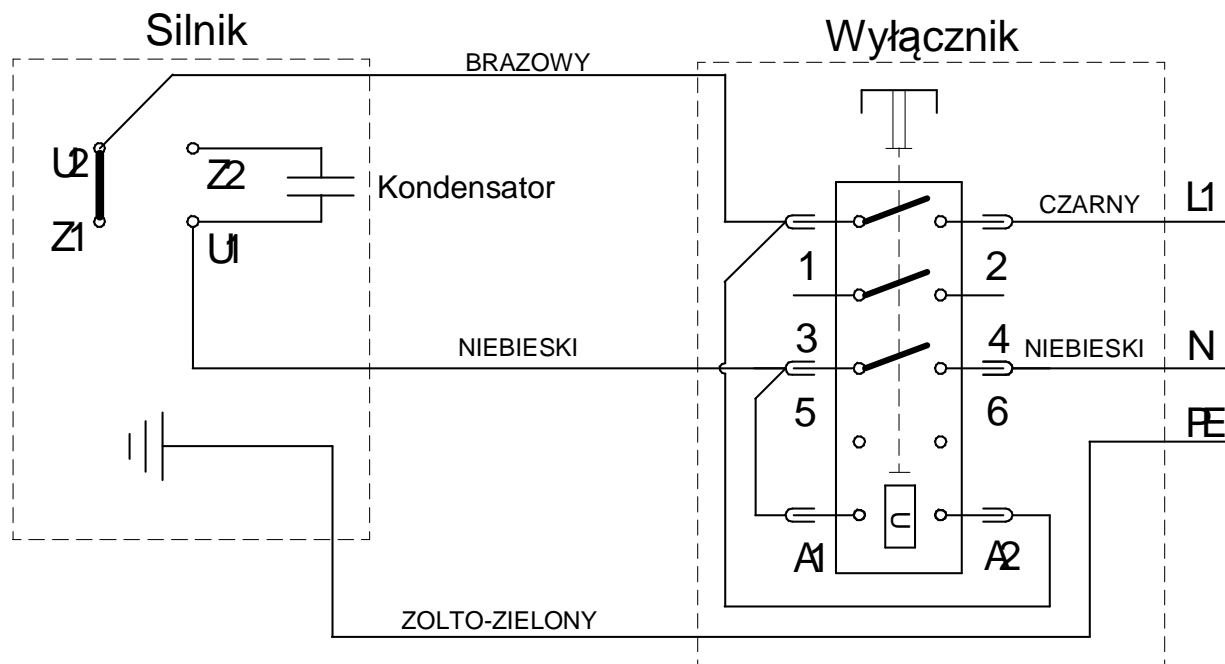 Silnik
Wyłącznik
BRAZOWY
U2
Z2
Kondensator
Z1
U1
CZARNY
L1
1
2
NIEBIESKI
3
4
NIEBIESKI
N
5
6
PE
U
A1
A2
ZOLTO-ZIELONY